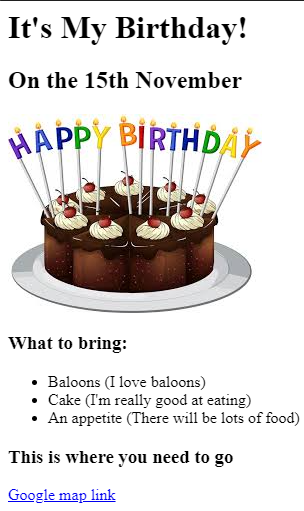 It's My Birthday!
On the 15th November
HAPPY BIRTHDAY
What to bring:
Baloons (I love baloons)
Cake (I'm really good at eating)
An appetite (There will be lots of food)
This is where you need to go
Google map link